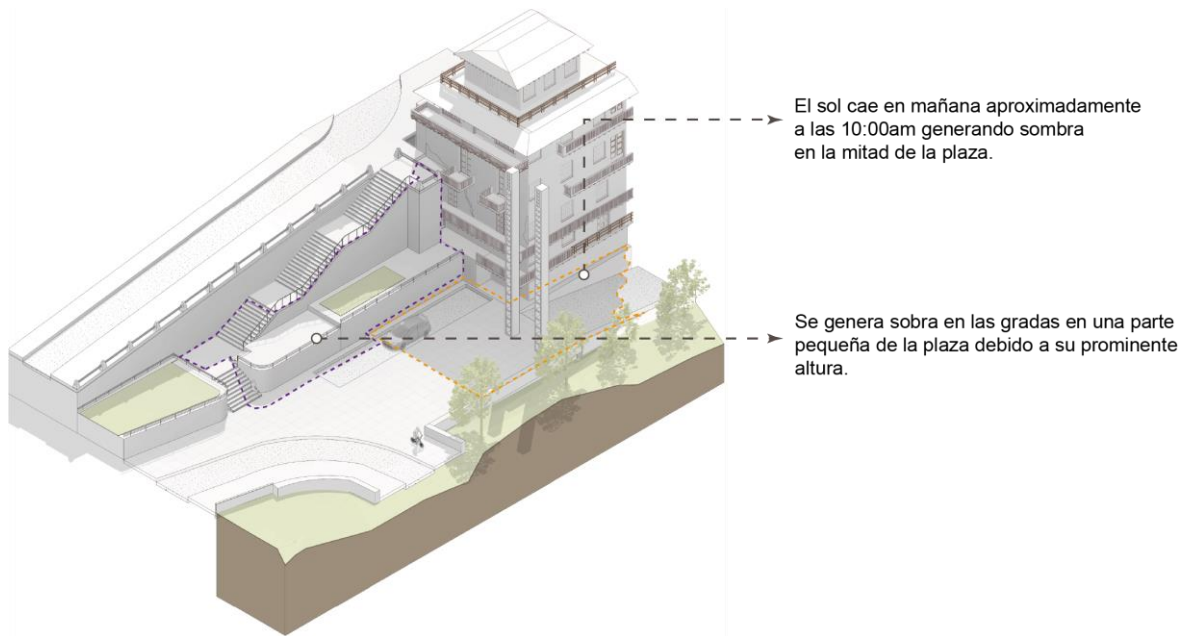 El sol cae en mañana aproximadamente
a las 10:00am generando sombra
en la mitad de la plaza.
Se genera sobra en las gradas en una parte
pequeña de la plaza debido a su prominente
altura.